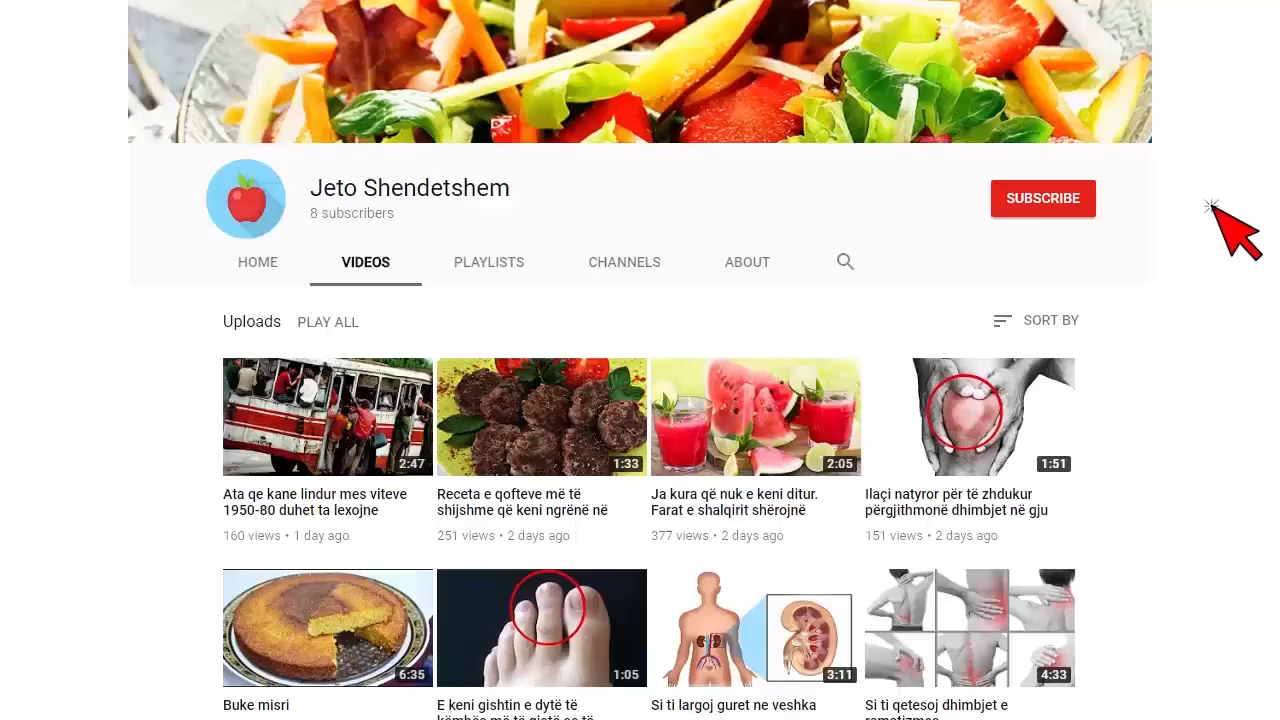 Jeto Shendetshem
8 subscribers
SUBSCRIBE
HOME
VIDEOS
PLAYLISTS
CHANNELS
ABOUT
Uploads
PLAY ALL
SORT BY
2:47
1:33
2:05
1:51
Ata qe kane lindur mes viteve
1950-80 duhet ta lexojne
160 views • 1 day ago
Receta e qofteve më të
shijshme që keni ngrënë në
251 views • 2 days ago
Ja kura që nuk e keni ditur.
Farat e shalqirit shërojnë
377 views • 2 days ago
Ilaçi natyror për të zhdukur
përgjithmonë dhimbjet në gju
151 views • 2 days ago
6:35
1:05
3:11
4:33
Buke misri
E keni gishtin e dytë të
Si ti largoj guret ne veshka
Si ti qetesoj dhimbjet e